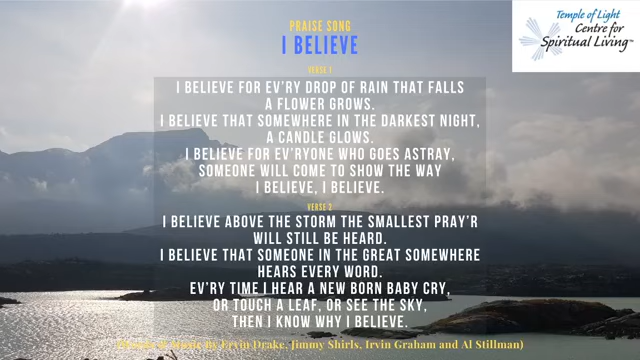 PRAISE SONG
I BELIEVE
Temple of Light
Centre for
Spiritual Living™
VERSE 1
I BELIEVE FOR EV'RY DROP OF RAIN THAT FALLS
A FLOWER GROWS.
I BELIEVE THAT SOMEWHERE IN THE DARKEST NIGHT,
A CANDLE GLOWS.
I BELIEVE FOR EV'RYONE WHO GOES ASTRAY,
SOMEONE WILL COME TO SHOW THE WAY
I BELIEVE, I BELIEVE.
VERSE 2
I BELIEVE ABOVE THE STORM THE SMALLEST PRAY'R
WILL STILL BE HEARD.
I BELIEVE THAT SOMEONE IN THE GREAT SOMEWHERE
HEARS EVERY WORD.
EV'RY TIME I HEAR A NEW BORN BABY CRY,
OR TOUCH A LEAF, OR SEE THE SKY,
THEN I KNOW WHY I BELIEVE.
by Ervin Drake, Jimmy Shirls, Irvin Graham and Al Stillman)